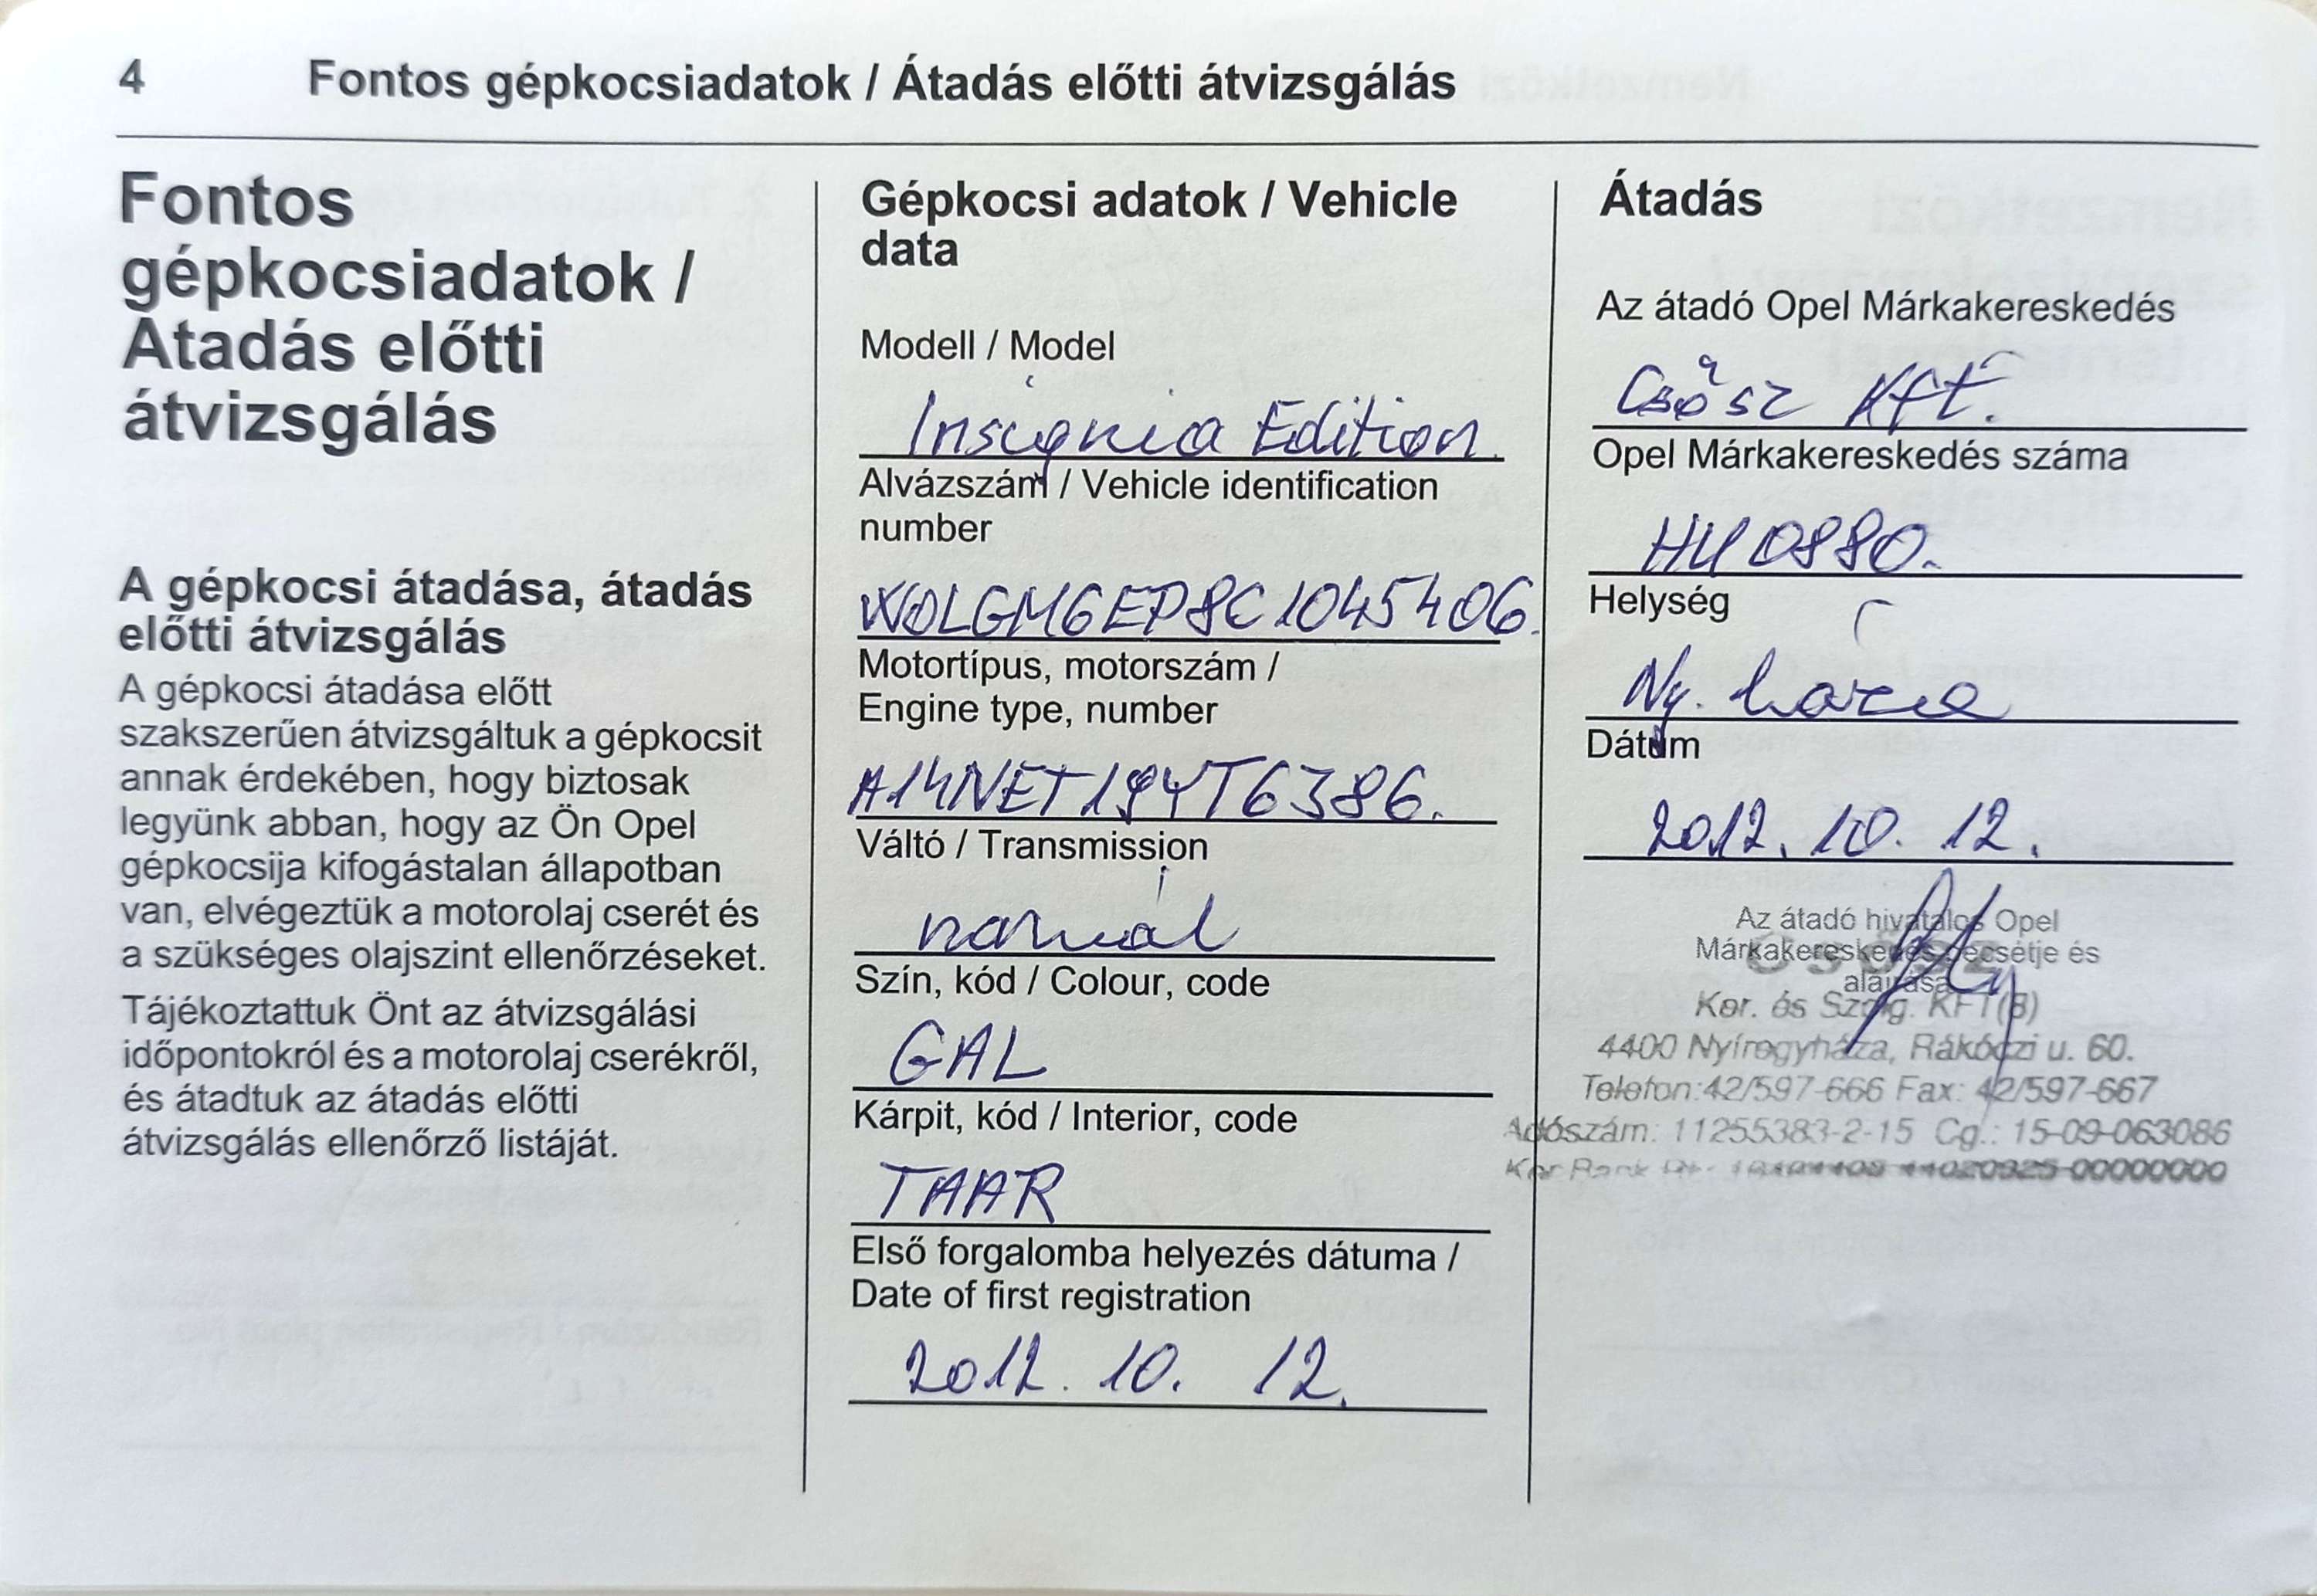 4 Fontos gépkocsiadatok / Átadás előtti átvizsgálás
Fontos
gépkocsiadatok /
Átadás előtti
átvizsgálás
A gépkocsi átadása, átadás
előtti átvizsgálás
A gépkocsi átadása előtt
szakszerűen átvizsgáltuk a gépkocsit
annak érdekében, hogy biztosak
legyünk abban, hogy az Ön Opel
gépkocsija kifogástalan állapotban
van, elvégeztük a motorolaj cserét és
a szükséges olajszint ellenőrzéseket.
Tájékoztattuk Önt az átvizsgálási
időpontokról és a motorolaj cserékről,
és átadtuk az átadás előtti
átvizsgálás ellenőrző listáját.
Gépkocsi adatok / Vehicle
data
Modell / Model
Insignia Edition
Alvázszám / Vehicle identification
number
W0LGM6EP8C1045406.
Motortípus, motorszám /
Engine type, number
A14NET19YT6386.
Váltó / Transmission
manuál
Szín, kód / Colour, code
GAL
Kárpit, kód / Interior, code
TAAR
Első forgalomba helyezés dátuma /
Date of first registration
2012. 10. 12.
Átadás
Az átadó Opel Márkakereskedés
Csősz Kft.
Opel Márkakereskedés száma
HU0880.
Helység
Ny. háza
Dátum
2012. 10. 12.
Az átadó hivatalos Opel
Márkakereskedés pecsétje és
aláírása
Ker. és Szolg. KFT(8)
4400 Nyíregyháza, Rákóczi u. 60.
Telefon:42/597-666 Fax: 42/597-667
Adószám: 11255383-2-15 Cg.: 15-09-063086
00000000